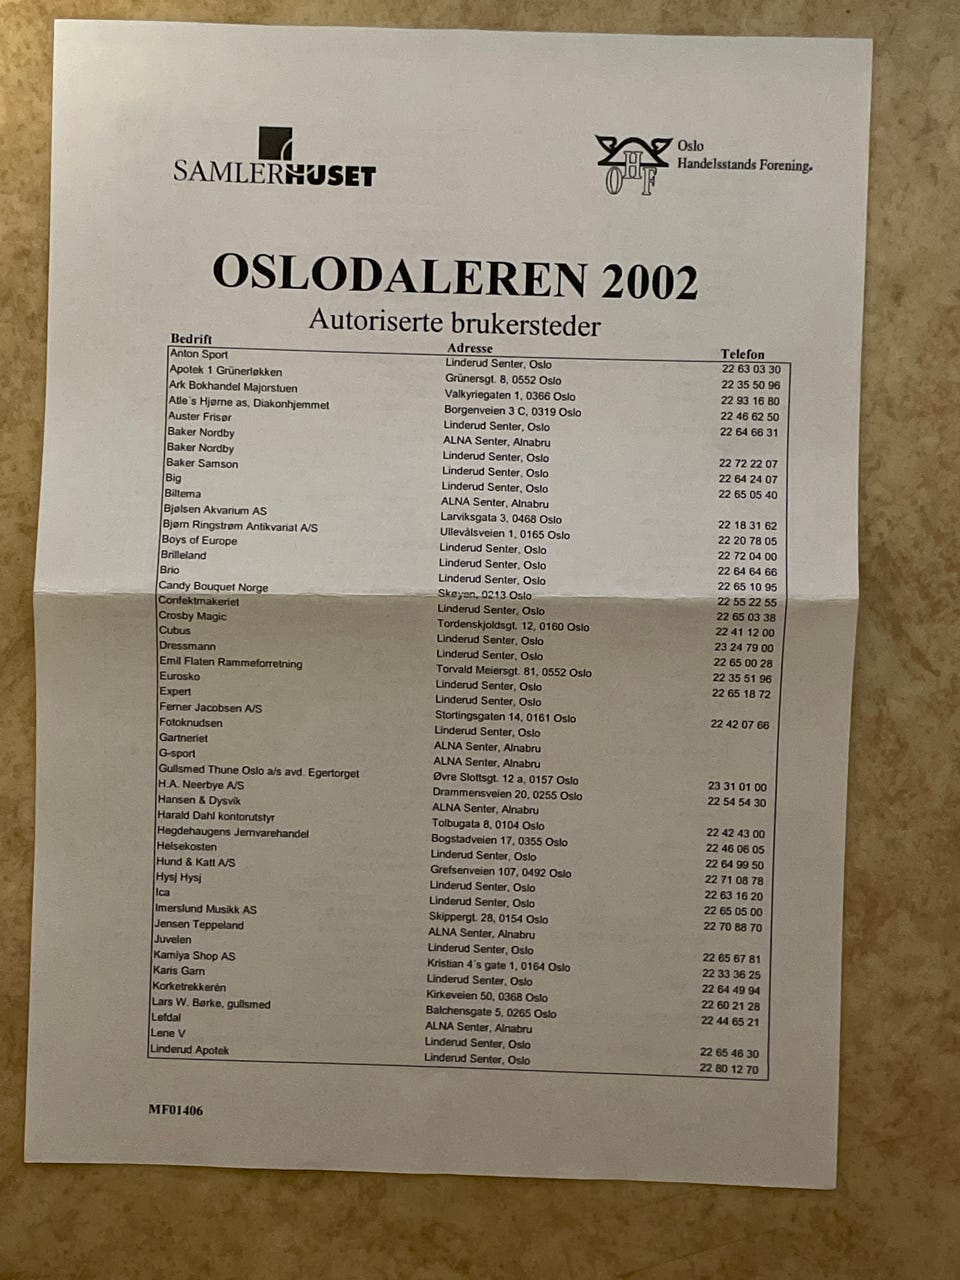 SAMLERHUSET
OHF
Oslo
Handelsstands Forening.
OSLODALEREN 2002
Autoriserte brukersteder
Bedrift Adresse Telefon
Anton Sport Linderud Senter, Oslo 22 63 03 30
Apotek 1 Grünerløkken Grünersgt. 8, 0552 Oslo 22 35 50 96
Ark Bokhandel Majorstuen Valkyriegaten 1, 0366 Oslo 22 93 16 80
Atle´s Hjørne as, Diakonhjemmet Borgenveien 3 C, 0319 Oslo 22 46 62 50
Auster Frisør Linderud Senter, Oslo 22 64 66 31
Baker Nordby ALNA Senter, Alnabru
Baker Nordby Linderud Senter, Oslo 22 72 22 07
Baker Samson Linderud Senter, Oslo 22 64 24 07
Big Linderud Senter, Oslo 22 65 05 40
Biltema ALNA Senter, Alnabru
Bjølsen Akvarium AS Larviksgata 3, 0468 Oslo 22 18 31 62
Bjørn Ringstrøm Antikvariat A/S Ullevålsveien 1, 0165 Oslo 22 20 78 05
Boys of Europe Linderud Senter, Oslo 22 72 04 00
Brilleland Linderud Senter, Oslo 22 64 64 66
Brio Linderud Senter, Oslo 22 65 10 95
Candy Bouquet Norge Skøyen, 0213 Oslo 22 55 22 55
Confektmakeriet Linderud Senter, Oslo 22 65 03 38
Crosby Magic Tordenskjoldsgt. 12, 0160 Oslo 22 41 12 00
Cubus Linderud Senter, Oslo 23 24 79 00
Dressmann Linderud Senter, Oslo 22 65 00 28
Emil Flaten Rammeforretning Torvald Meiersgt. 81, 0552 Oslo 22 35 51 96
Eurosko Linderud Senter, Oslo 22 65 18 72
Expert Linderud Senter, Oslo
Ferner Jacobsen A/S Stortingsgaten 14, 0161 Oslo 22 42 07 66
Fotoknudsen Linderud Senter, Oslo
Gartneriet ALNA Senter, Alnabru
G-sport ALNA Senter, Alnabru
Gullsmed Thune Oslo a/s avd. Egertorget Øvre Slottsgt. 12 a, 0157 Oslo 23 31 01 00
H.A. Neerbye A/S Drammensveien 20, 0255 Oslo 22 54 54 30
Hansen & Dysvik ALNA Senter, Alnabru
Harald Dahl kontorutstyr Tolbugata 8, 0104 Oslo 22 42 43 00
Hegdehaugens Jernvarehandel Bogstadveien 17, 0355 Oslo 22 46 06 05
Helsekosten Linderud Senter, Oslo 22 64 99 50
Hund & Katt A/S Grefsenveien 107, 0492 Oslo 22 71 08 78
Hysj Hysj Linderud Senter, Oslo 22 63 16 20
Ica Linderud Senter, Oslo 22 65 05 00
Imerslund Musikk AS Skippergt. 28, 0154 Oslo 22 70 88 70
Jensen Teppeland ALNA Senter, Alnabru
Juvelen Linderud Senter, Oslo 22 65 67 81
Kamiya Shop AS Kristian 4´s gate 1, 0164 Oslo 22 33 36 25
Karis Garn Linderud Senter, Oslo 22 64 49 94
Korketrekkerén Kirkeveien 50, 0368 Oslo 22 60 21 28
Lars W. Børke, gullsmed Balchensgate 5, 0265 Oslo 22 44 65 21
Lefdal ALNA Senter, Alnabru
Lene V Linderud Senter, Oslo 22 65 46 30
Linderud Apotek Linderud Senter, Oslo 22 80 12 70
MF01406